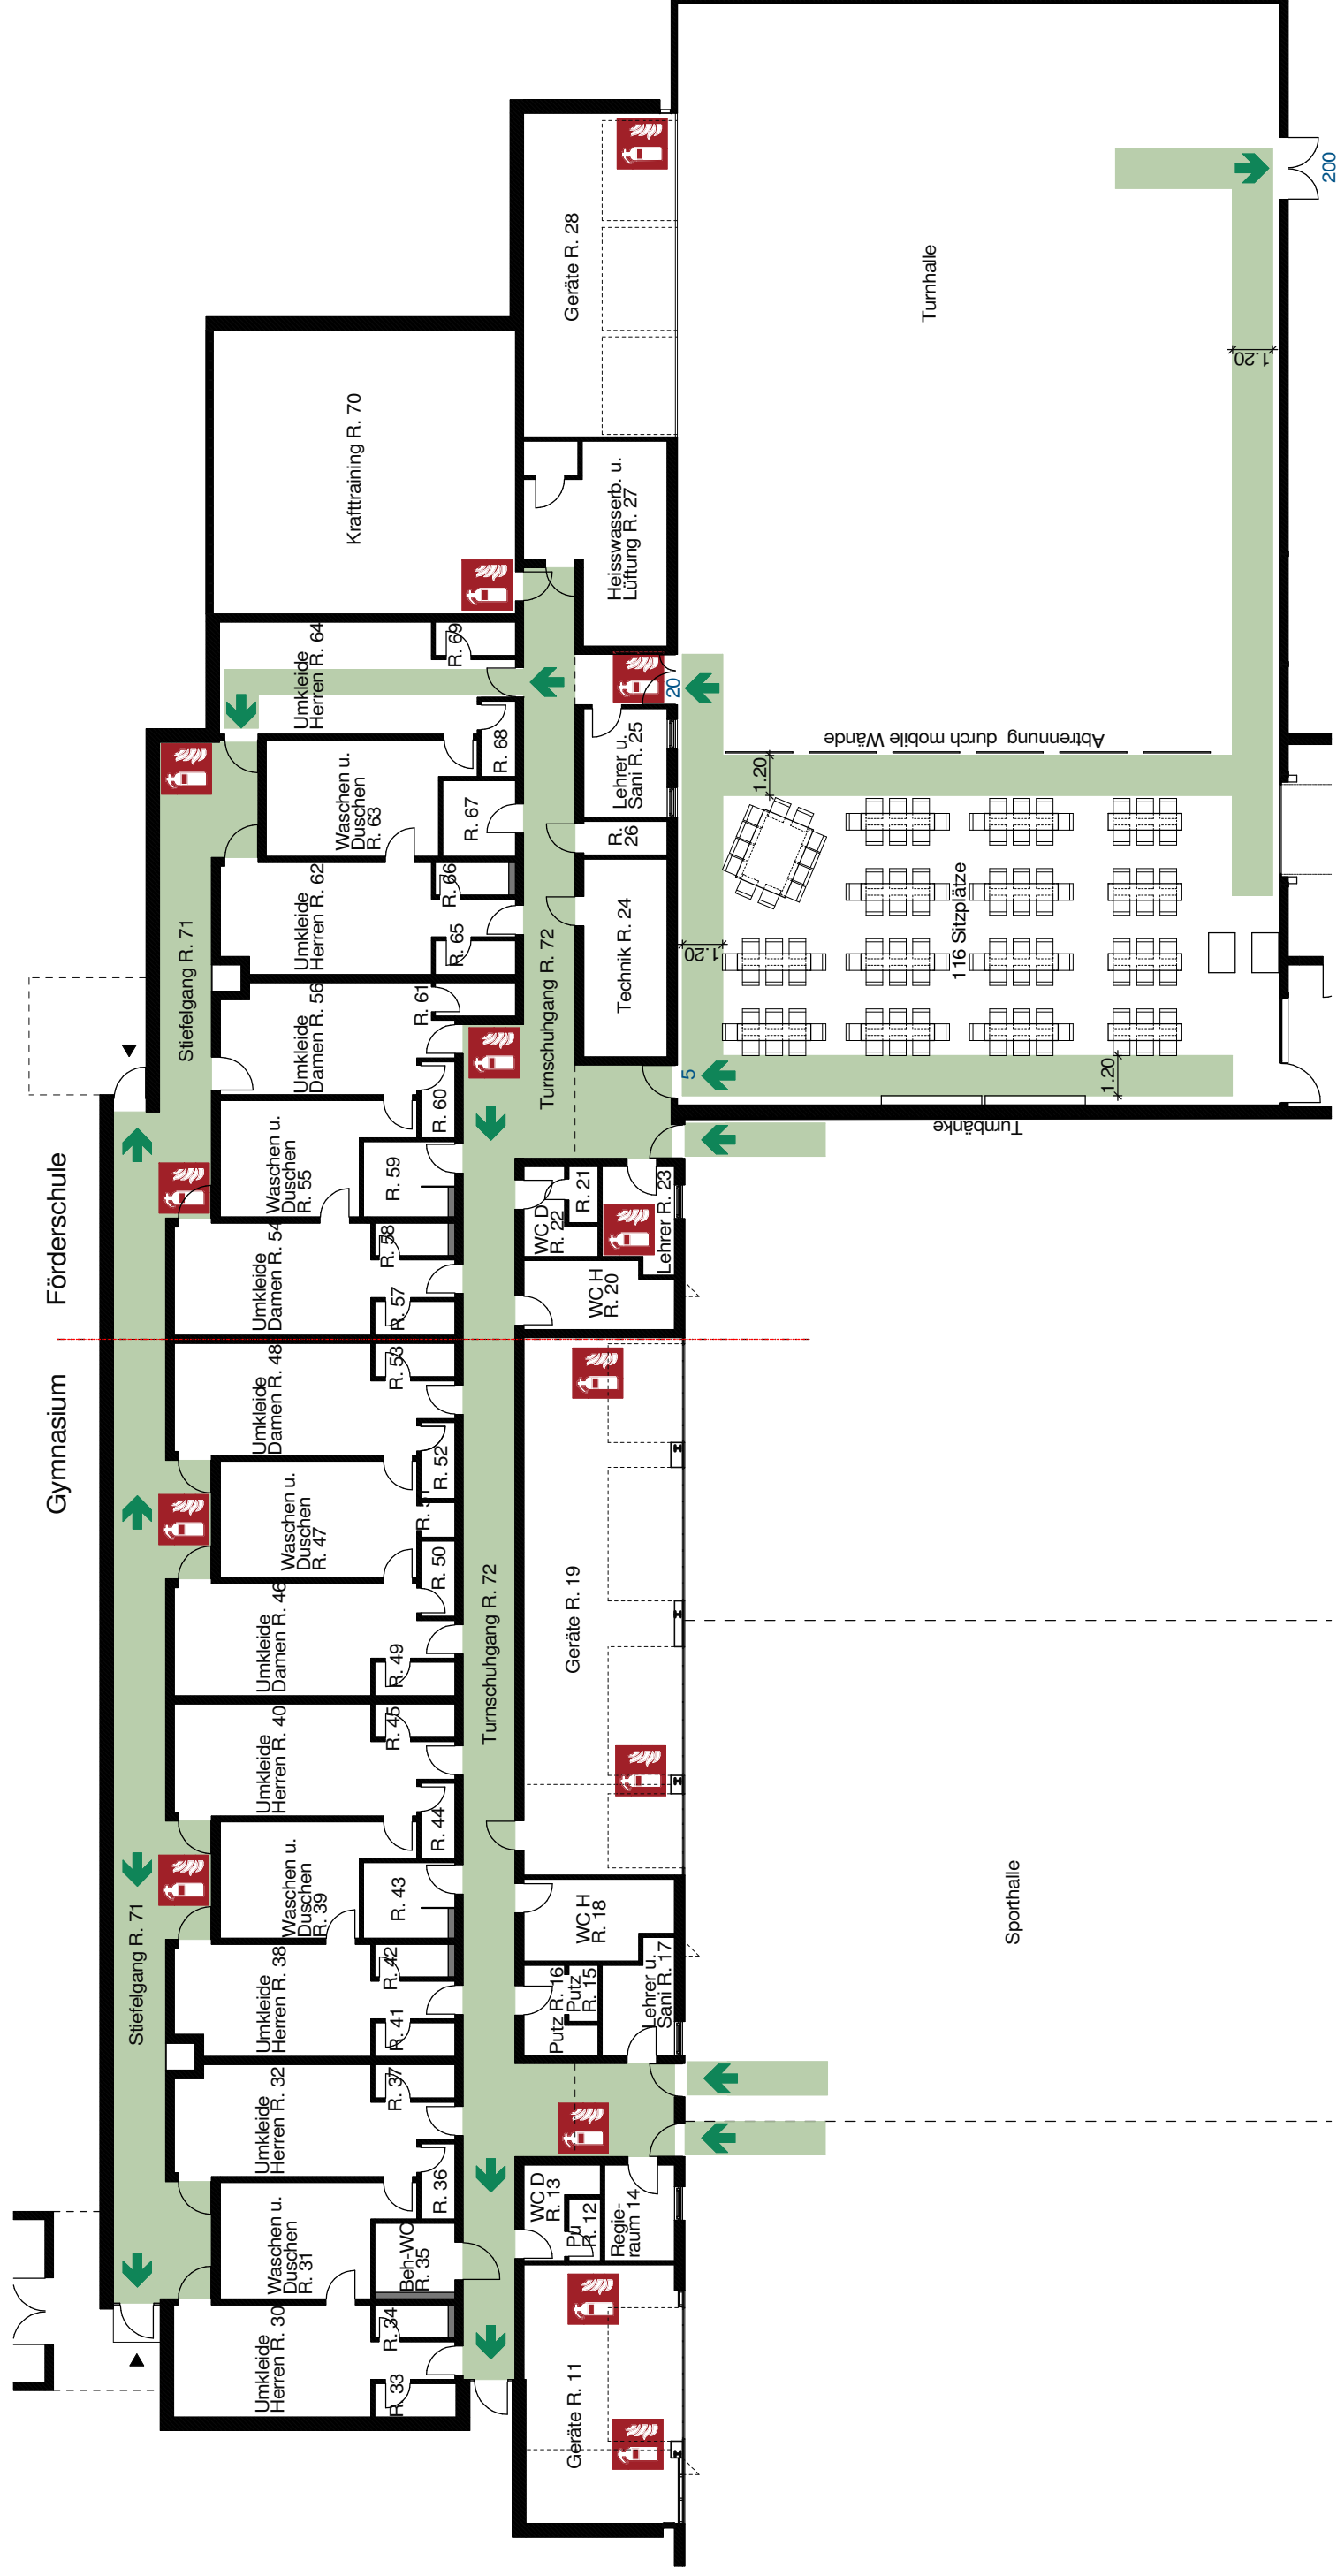 Gymnasium
Förderschule
Stiefelgang R. 71
Stiefelgang R. 71
Umkleide
Herren R. 30
Waschen u.
Duschen
R. 31
Umkleide
Herren R. 32
Umkleide
Herren R. 38
Waschen u.
Duschen
R. 39
Umkleide
Herren R. 40
Umkleide
Damen R. 46
Waschen u.
Duschen
R. 47
Umkleide
Damen R. 48
Umkleide
Damen R. 54
Waschen u.
Duschen
R. 55
Umkleide
Damen R. 56
Umkleide
Herren R. 62
Waschen u.
Duschen
R. 63
Umkleide
Herren R. 64
Krafttraining R. 70
R. 33
R. 34
Beh-WC
R. 35
R. 36
R. 37
R. 41
R. 42
R. 43
R. 44
R. 45
R. 49
R. 50
R. 52
R. 53
R. 57
R. 58
R. 59
R. 60
R. 61
R. 65
R. 66
R. 67
R. 68
R. 69
Turnschuhgang R. 72
Turnschuhgang R. 72
Geräte R. 11
Pu
R. 12
WC D
R. 13
Regie-
raum 14
Putz R. 16
Putz
R. 15
Lehrer u.
Sani R. 17
WC H
R. 18
Geräte R. 19
WC H
R. 20
WC D
R. 22
R. 21
Lehrer R. 23
Technik R. 24
R.
26
Lehrer u.
Sani R. 25
Heisswasserb. u.
Lüftung R. 27
Geräte R. 28
5
20
200
1.20
1.20
1.20
1.20
Turnbänke
116 Sitzplätze
Abtrennung durch mobile Wände
Turnhalle
Sporthalle